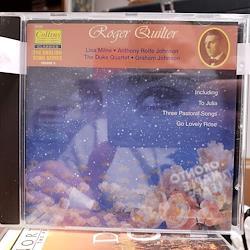 Collins
CLASSICS
THE ENGLISH
SONG SERIES
Roger Quilter
Lisa Milne • Anthony Rolfe Johnson
The Duke Quartet • Graham Johnson
Including
To Julia
Three Pastoral Songs
Go Lovely Rose